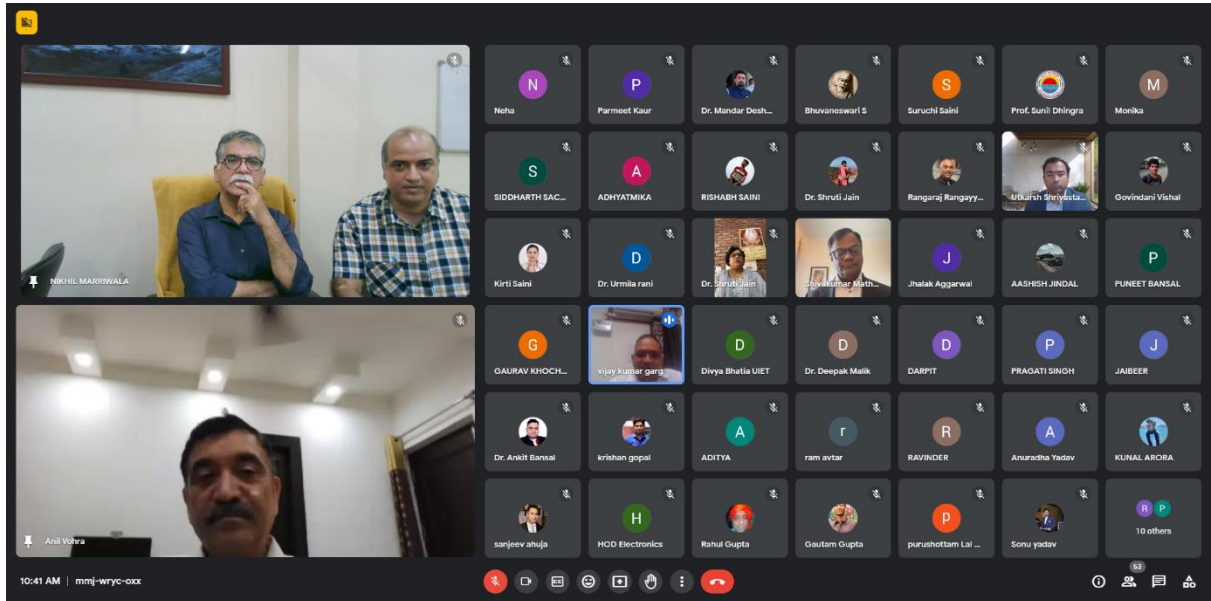 NIKHIL MARRIWALA
Anil Vohra
Neha
Parmeet Kaur
Dr. Mandar Desh...
Bhuvaneswari S
Suruchi Saini
Prof. Sunil Dhingra
Monika
SIDDHARTH SAC...
ADHYATMIKA
RISHABH SAINI
Dr. Shruti Jain
Rangaraj Rangayy...
Utkarsh Shrivasta...
Govindani Vishal
Kirti Saini
Dr. Urmila rani
Dr. Shruti Jain
Shivakumar Math...
Jhalak Aggarwal
AASHISH JINDAL
PUNEET BANSAL
GAURAV KHOCH...
vijay kumar garg
Divya Bhatia UIET
Dr. Deepak Malik
DARPIT
PRAGATI SINGH
JAIBEER
Dr. Ankit Bansal
krishan gopal
ADITYA
ram avtar
RAVINDER
Anuradha Yadav
KUNAL ARORA
sanjeev ahuja
HOD Electronics
Rahul Gupta
Gautam Gupta
purushottam Lal ...
Sonu yadav
10 others
N
P
S
M
S
A
D
J
P
G
D
D
D
P
J
A
r
R
A
H
p
R P
10:41 AM | mmj-wryc-oxx
CC
53